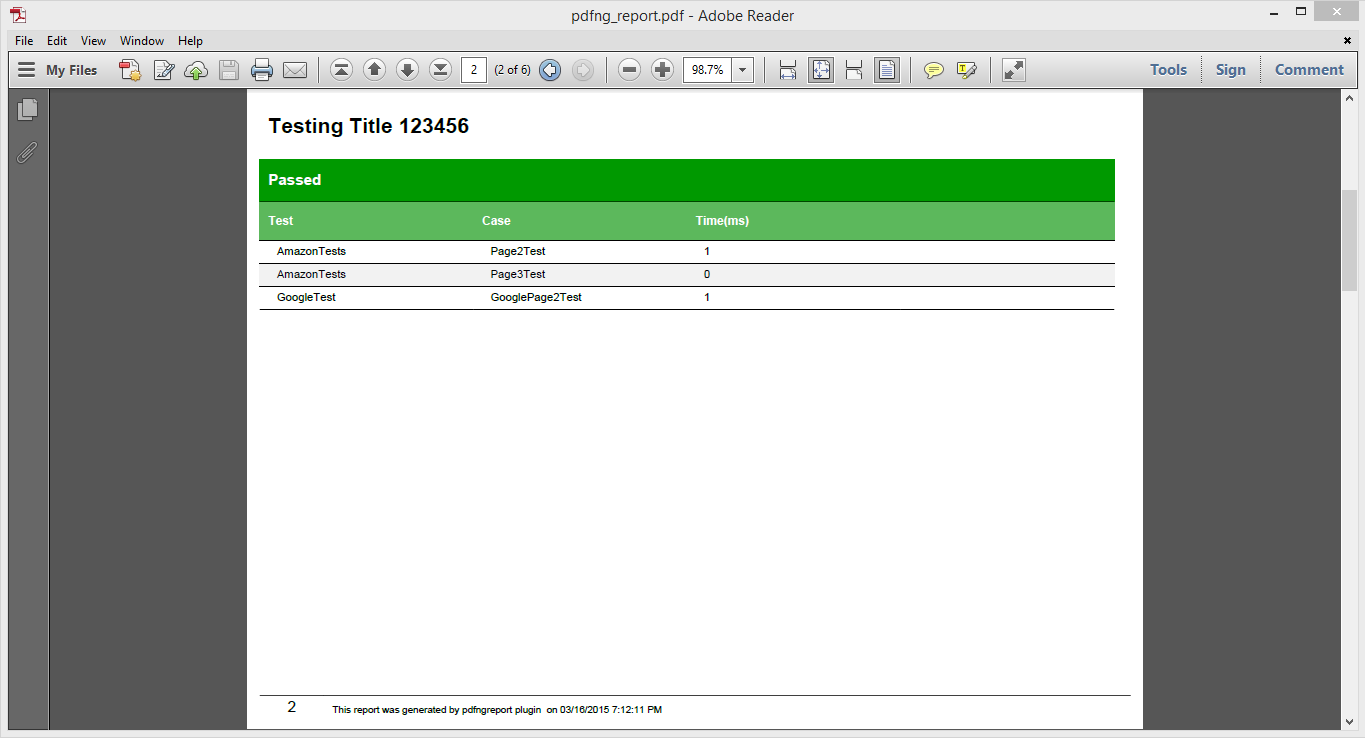 pdfng_report.pdf - Adobe Reader
File Edit View Window Help
My Files 2 (2 of 6) 98.7% Tools Sign Comment
Testing Title 123456
Passed
Test Case Time(ms)
AmazonTests Page2Test 1
AmazonTests Page3Test 0
GoogleTest GooglePage2Test 1
2 This report was generated by pdfngreport plugin on 03/16/2015 7:12:11 PM